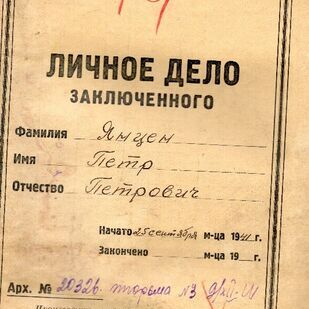 ЛИЧНОЕ ДЕЛО
ЗАКЛЮЧЕННОГО
Фамилия Янцен
Имя Петр
Отчество Петрович
Начато 25 сентября м-ца 1941 г.
Закончено м-ца 19 г.
Арх. № 20326. тюрьма №3